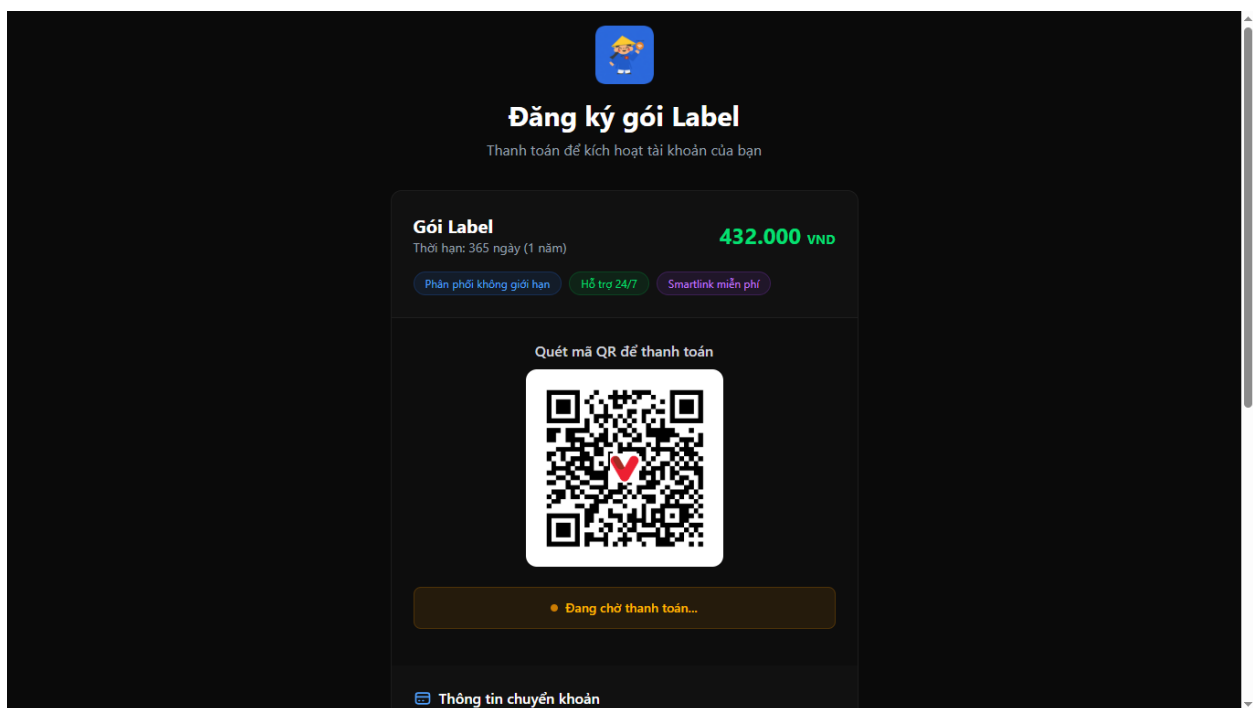 Đăng ký gói Label
Thanh toán để kích hoạt tài khoản của bạn
Gói Label
432.000 VND
Thời hạn: 365 ngày (1 năm)
Phân phối không giới hạn Hỗ trợ 24/7 Smartlink miễn phí
Quét mã QR để thanh toán
Đang chờ thanh toán...
Thông tin chuyển khoản